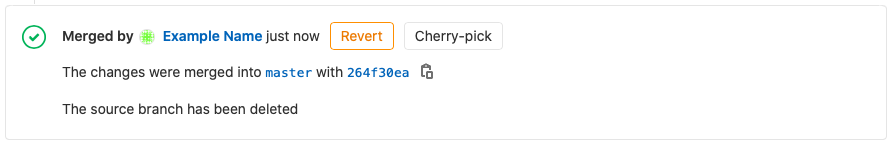 Merged by Example Name just now Revert Cherry-pick
The changes were merged into master with 264f30ea
The source branch has been deleted